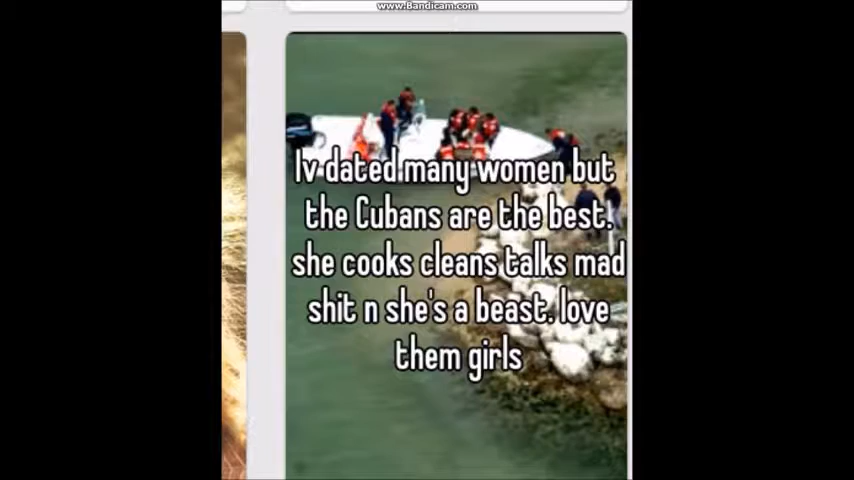 www.Bandicam.com
Iv dated many women but
the Cubans are the best.
she cooks cleans talks mad
shit n she's a beast. love
them girls